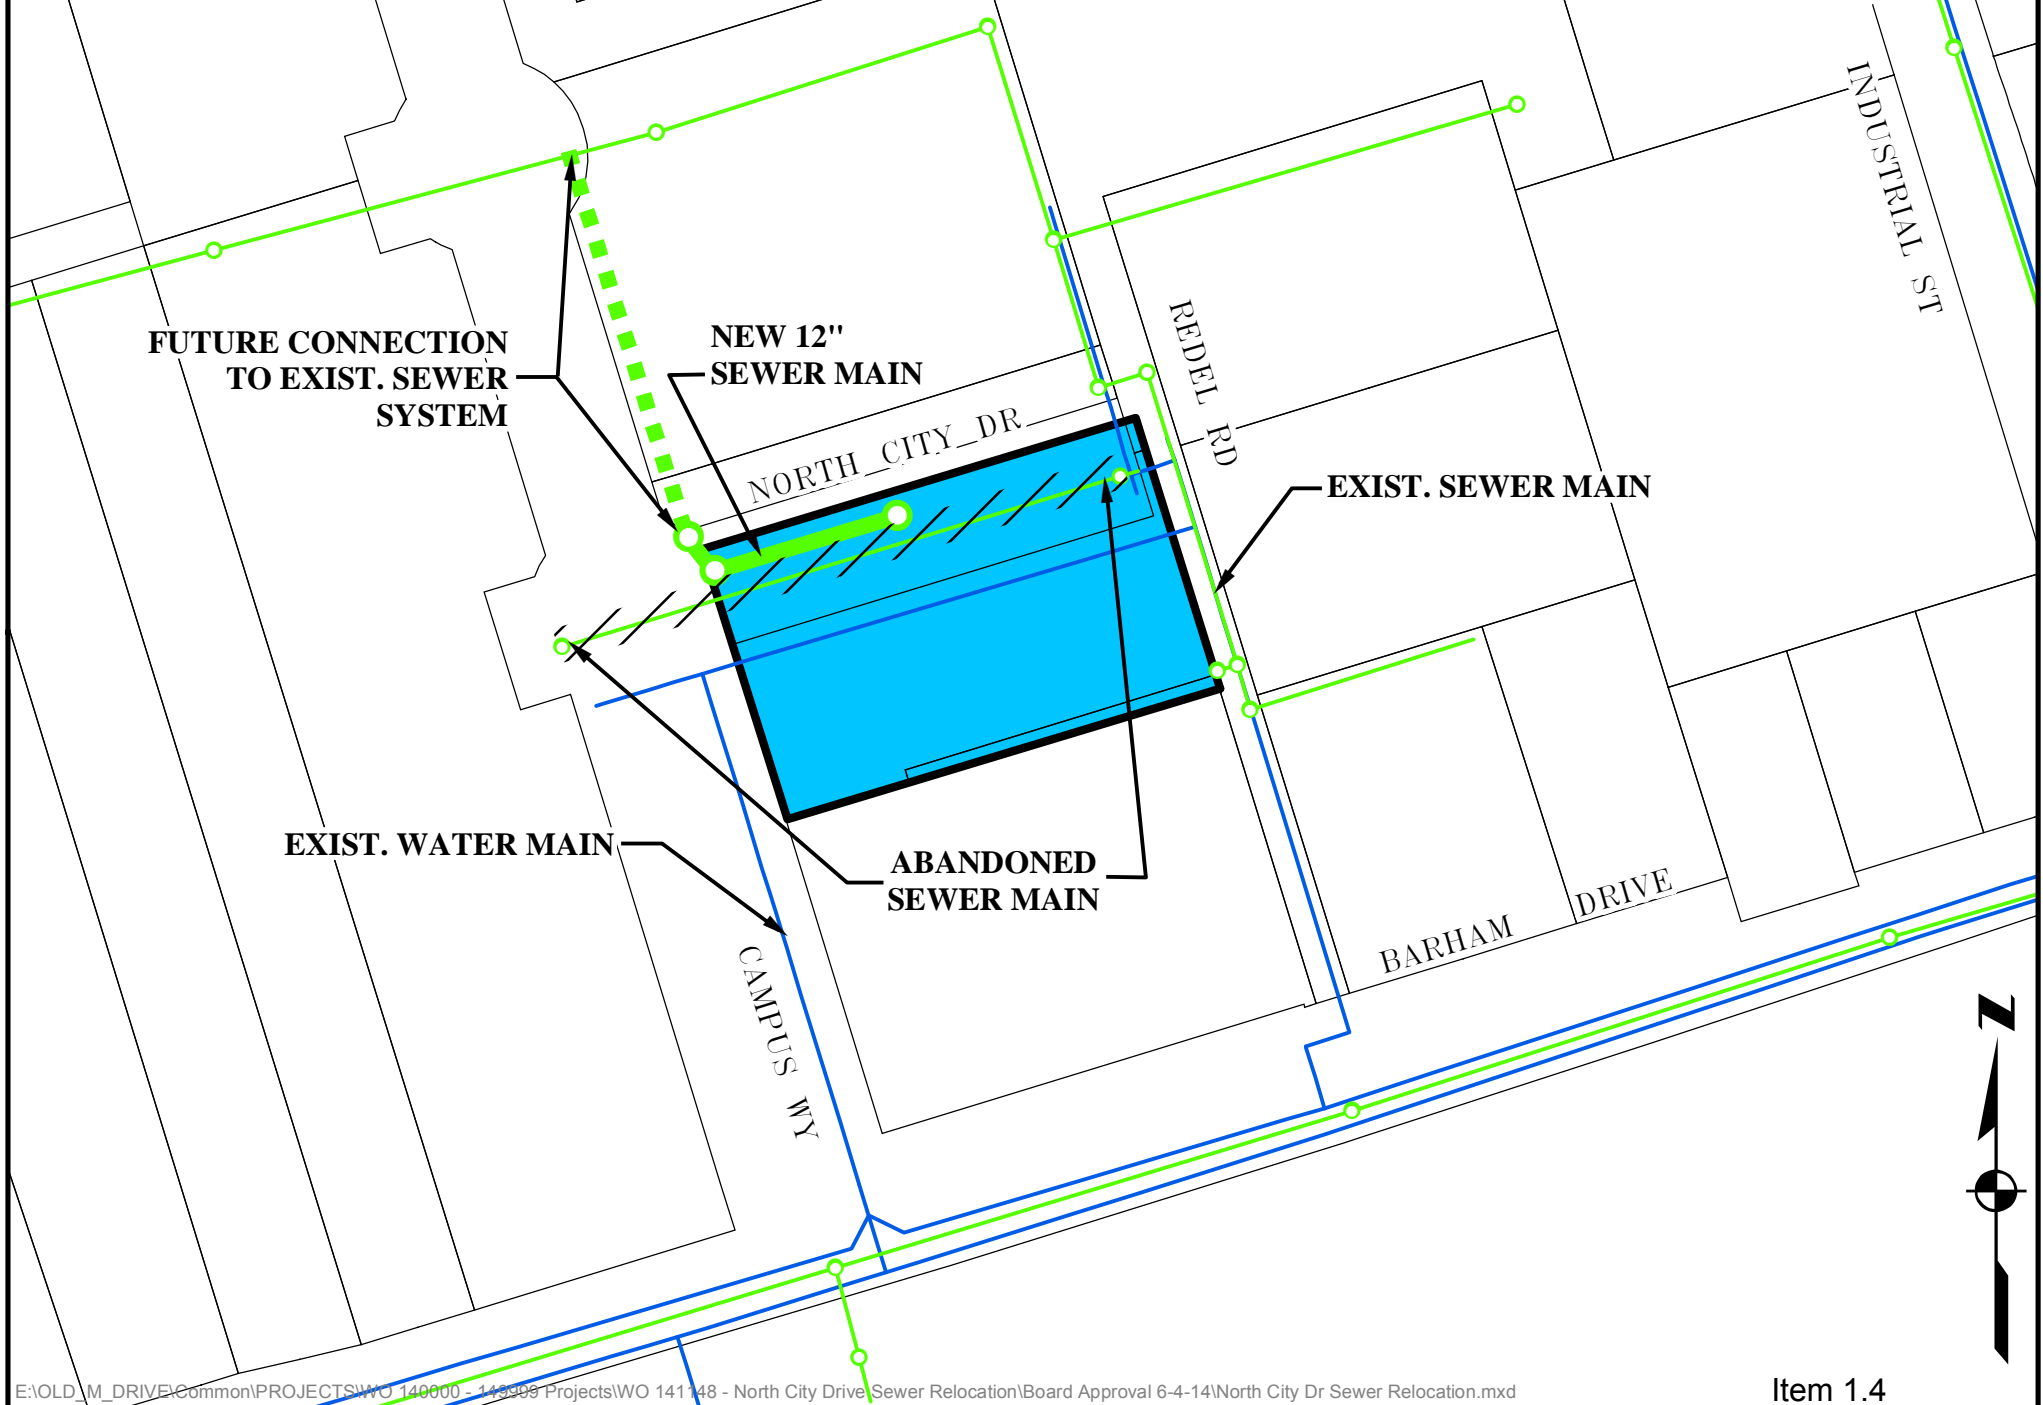 INDUSTRIAL ST
FUTURE CONNECTION
TO EXIST. SEWER
SYSTEM
NEW 12"
SEWER MAIN
REDEL RD
NORTH CITY DR
EXIST. SEWER MAIN
EXIST. WATER MAIN
ABANDONED
SEWER MAIN
BARHAM DRIVE
CAMPUS WY
N
E:\OLD_M_DRIVE\Common\PROJECTS\WO 140000 - 149999 Projects\WO 141148 - North City Drive Sewer Relocation\Board Approval 6-4-14\North City Dr Sewer Relocation.mxd
Item 1.4